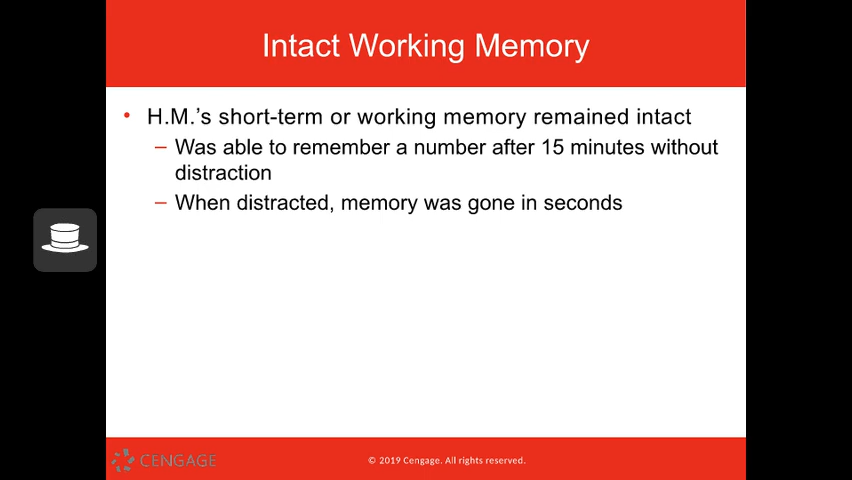 Intact Working Memory
• H.M.'s short-term or working memory remained intact
– Was able to remember a number after 15 minutes without
distraction
– When distracted, memory was gone in seconds
CENGAGE
© 2019 Cengage. All rights reserved.